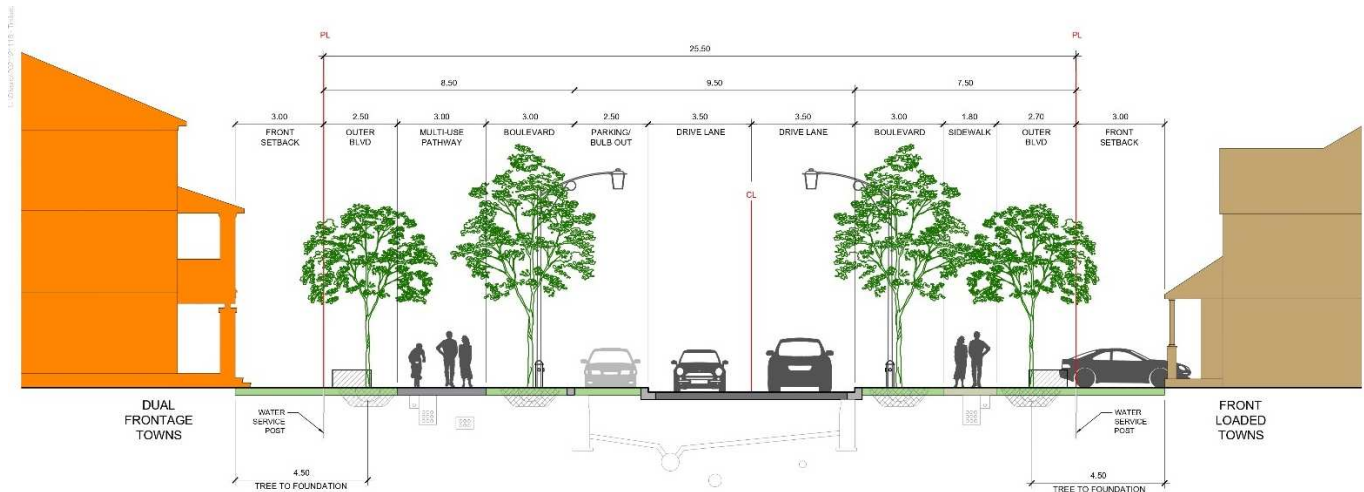 PL
PL
25.50
8.50
9.50
7.50
3.00
2.50
3.00
3.00
2.50
3.50
3.50
3.00
1.80
2.70
3.00
FRONT
SETBACK
OUTER
BLVD
MULTI-USE
PATHWAY
BOULEVARD
PARKING/
BULB OUT
DRIVE LANE
DRIVE LANE
BOULEVARD
SIDEWALK
OUTER
BLVD
FRONT
SETBACK
CL
DUAL
FRONTAGE
TOWNS
WATER
SERVICE
POST
WATER
SERVICE
POST
FRONT
LOADED
TOWNS
4.50
TREE TO FOUNDATION
4.50
TREE TO FOUNDATION